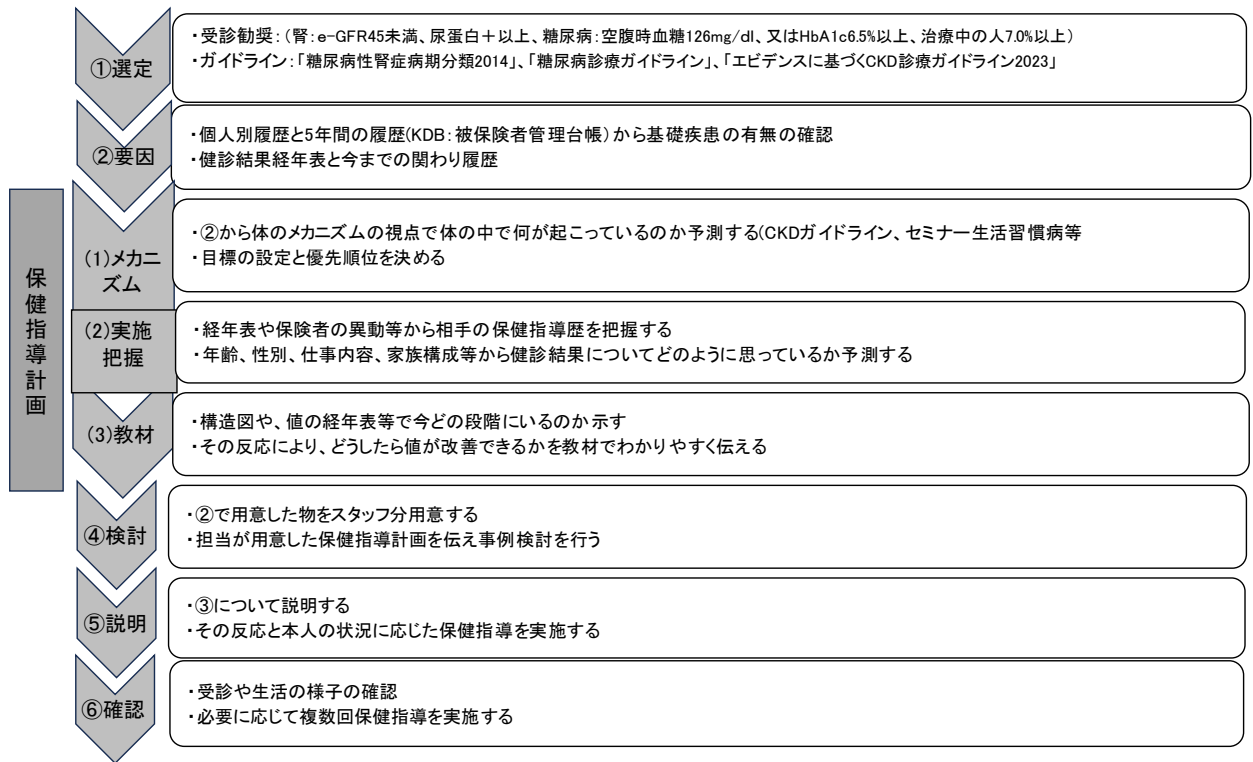 ①選定
・受診勧奨：（腎：e-GFR45未満、尿蛋白＋以上、糖尿病：空腹時血糖126mg/dl、又はHbA1c6.5%以上、治療中の人7.0%以上）
・ガイドライン：「糖尿病性腎症病期分類2014」、「糖尿病診療ガイドライン」、「エビデンスに基づくCKD診療ガイドライン2023」
②要因
・個人別履歴と5年間の履歴(KDB：被保険者管理台帳）から基礎疾患の有無の確認
・健診結果経年表と今までの関わり履歴
保健指導計画
(1)メカニ
ズム
・②から体のメカニズムの視点で体の中で何が起こっているのか予測する(CKDガイドライン、セミナー生活習慣病等
・目標の設定と優先順位を決める
(2)実施
把握
・経年表や保険者の異動等から相手の保健指導歴を把握する
・年齢、性別、仕事内容、家族構成等から健診結果についてどのように思っているか予測する
(3)教材
・構造図や、値の経年表等で今どの段階にいるのか示す
・その反応により、どうしたら値が改善できるかを教材でわかりやすく伝える
④検討
・②で用意した物をスタッフ分用意する
・担当が用意した保健指導計画を伝え事例検討を行う
⑤説明
・③について説明する
・その反応と本人の状況に応じた保健指導を実施する
⑥確認
・受診や生活の様子の確認
・必要に応じて複数回保健指導を実施する